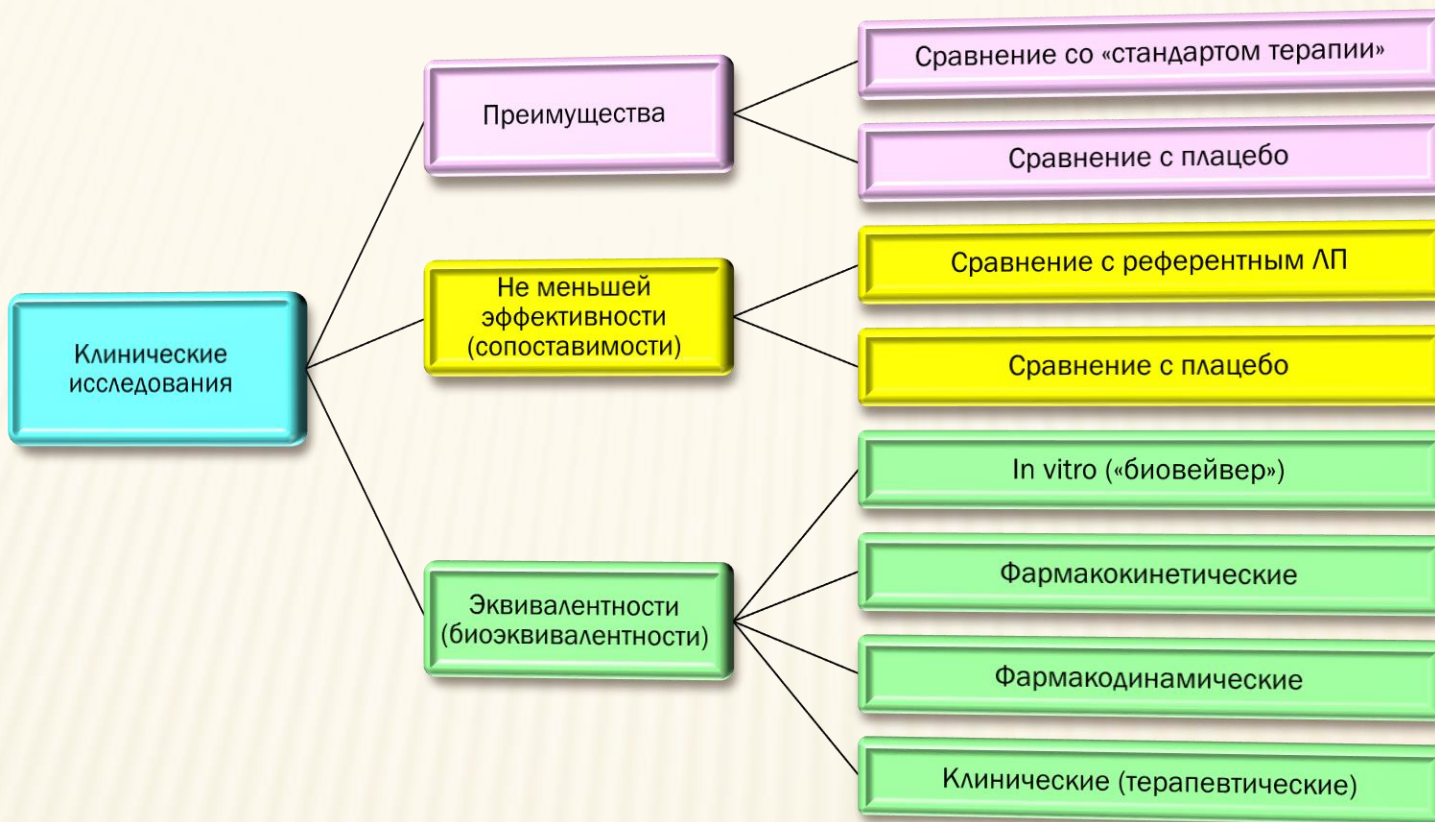 Клинические
исследования
Преимущества
Сравнение со «стандартом терапии»
Сравнение с плацебо
Не меньшей
эффективности
(сопоставимости)
Сравнение с референтным ЛП
Сравнение с плацебо
Эквивалентности
(биоэквивалентности)
In vitro («биовейвер»)
Фармакокинетические
Фармакодинамические
Клинические (терапевтические)